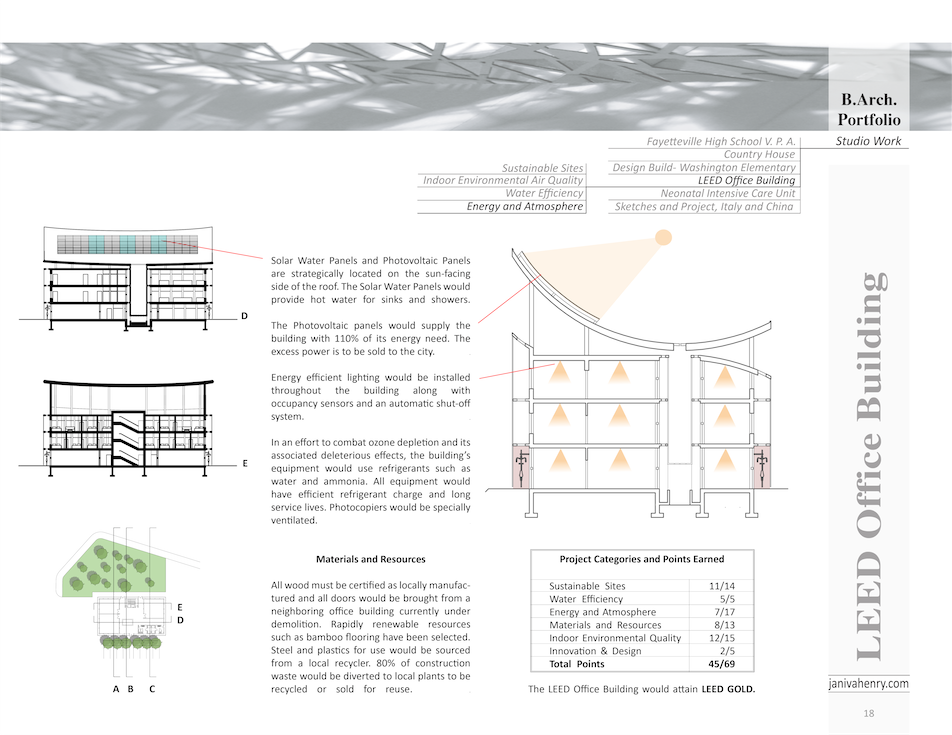 B.Arch.
Portfolio
Studio Work
Fayetteville High School V. P. A.
Country House
Design Build- Washington Elementary
LEED Office Building
Neonatal Intensive Care Unit
Sketches and Project, Italy and China
Sustainable Sites
Indoor Environmental Air Quality
Water Efficiency
Energy and Atmosphere
D
E
E
D
A B C
Solar Water Panels and Photovoltaic Panels
are strategically located on the sun-facing
side of the roof. The Solar Water Panels would
provide hot water for sinks and showers.
The Photovoltaic panels would supply the
building with 110% of its energy need. The
excess power is to be sold to the city.
Energy efficient lighting would be installed
throughout the building along with
occupancy sensors and an automatic shut-off
system.
In an effort to combat ozone depletion and its
associated deleterious effects, the building's
equipment would use refrigerants such as
water and ammonia. All equipment would
have efficient refrigerant charge and long
service lives. Photocopiers would be specially
ventilated.
Materials and Resources
All wood must be certified as locally manufac-
tured and all doors would be brought from a
neighboring office building currently under
demolition. Rapidly renewable resources
such as bamboo flooring have been selected.
Steel and plastics for use would be sourced
from a local recycler. 80% of construction
waste would be diverted to local plants to be
recycled or sold for reuse.
Project Categories and Points Earned
Sustainable Sites 11/14
Water Efficiency 5/5
Energy and Atmosphere 7/17
Materials and Resources 8/13
Indoor Environmental Quality 12/15
Innovation & Design 2/5
Total Points 45/69
The LEED Office Building would attain LEED GOLD.
LEED Office Building
janivahenry.com
18